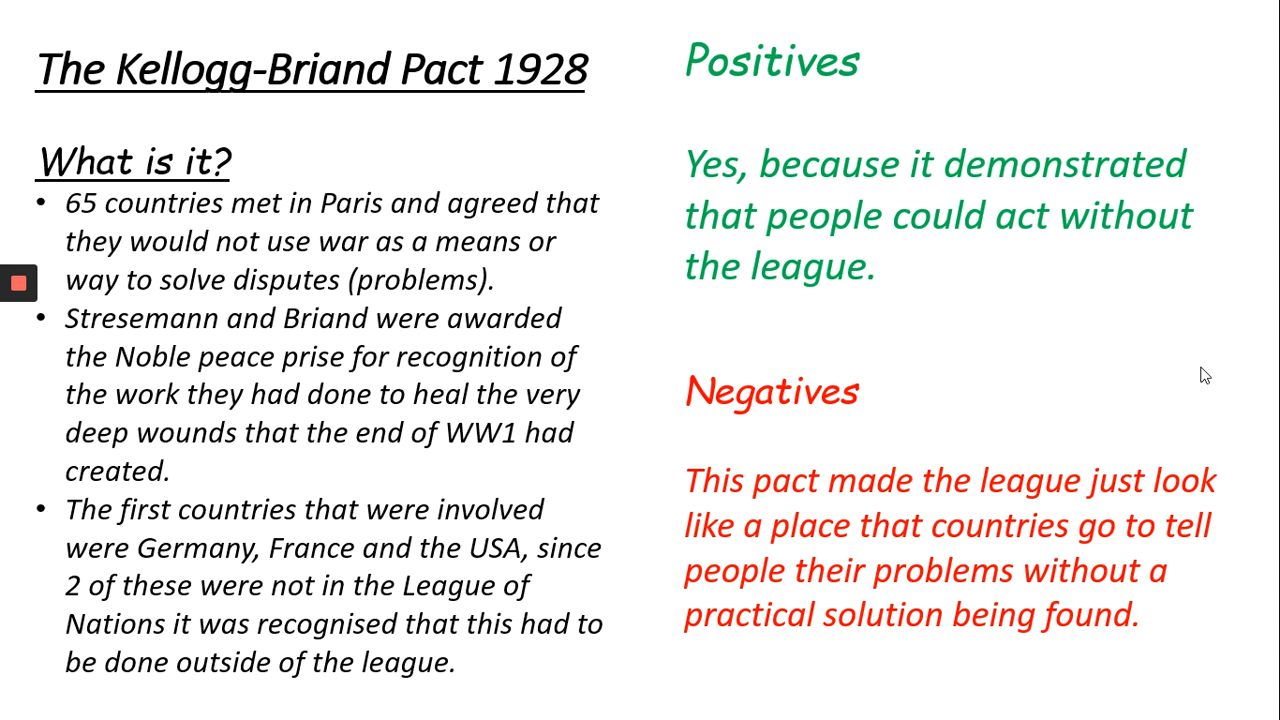 The Kellogg-Briand Pact 1928
What is it?
• 65 countries met in Paris and agreed that
they would not use war as a means or
way to solve disputes (problems).
• Stresemann and Briand were awarded
the Noble peace prise for recognition of
the work they had done to heal the very
deep wounds that the end of WW1 had
created.
• The first countries that were involved
were Germany, France and the USA, since
2 of these were not in the League of
Nations it was recognised that this had to
be done outside of the league.
Positives
Yes, because it demonstrated
that people could act without
the league.
Negatives
This pact made the league just look
like a place that countries go to tell
people their problems without a
practical solution being found.